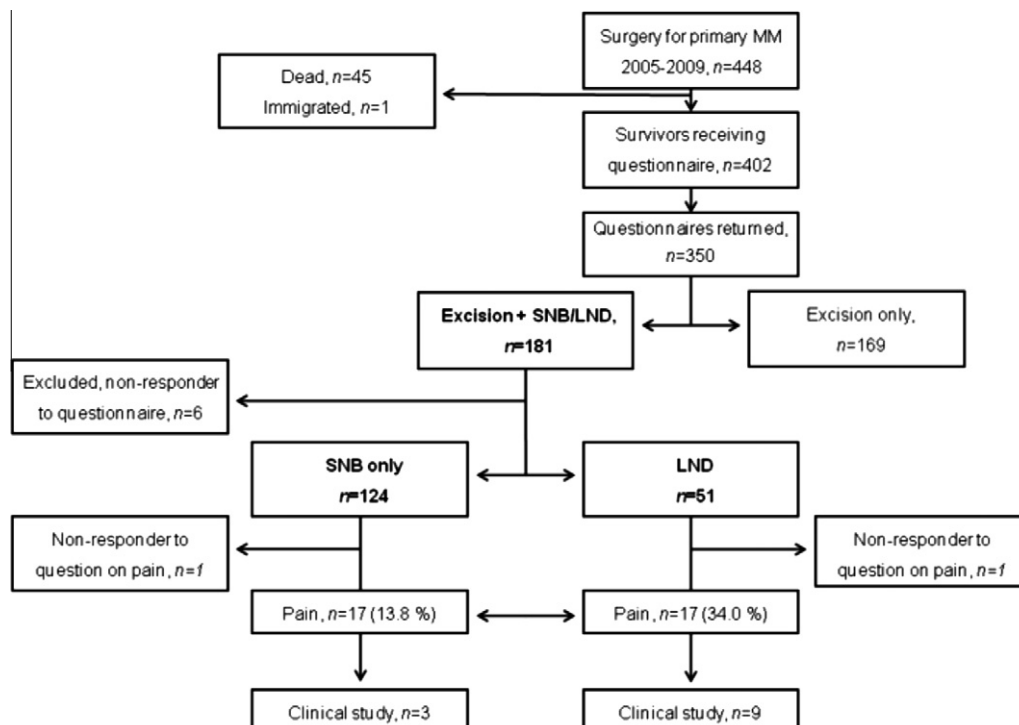 Surgery for primary MM
2005-2009, n=448
Dead, n=45
Immigrated, n=1
Survivors receiving
questionnaire, n=402
Questionnaires returned,
n=350
Excision + SNB/LND,
n=181
Excision only,
n=169
Excluded, non-responder
to questionnaire, n=6
SNB only
n=124
LND
n=51
Non-responder to
question on pain, n=1
Non-responder to
question on pain, n=1
Pain, n=17 (13.8 %)
Pain, n=17 (34.0 %)
Clinical study, n=3
Clinical study, n=9